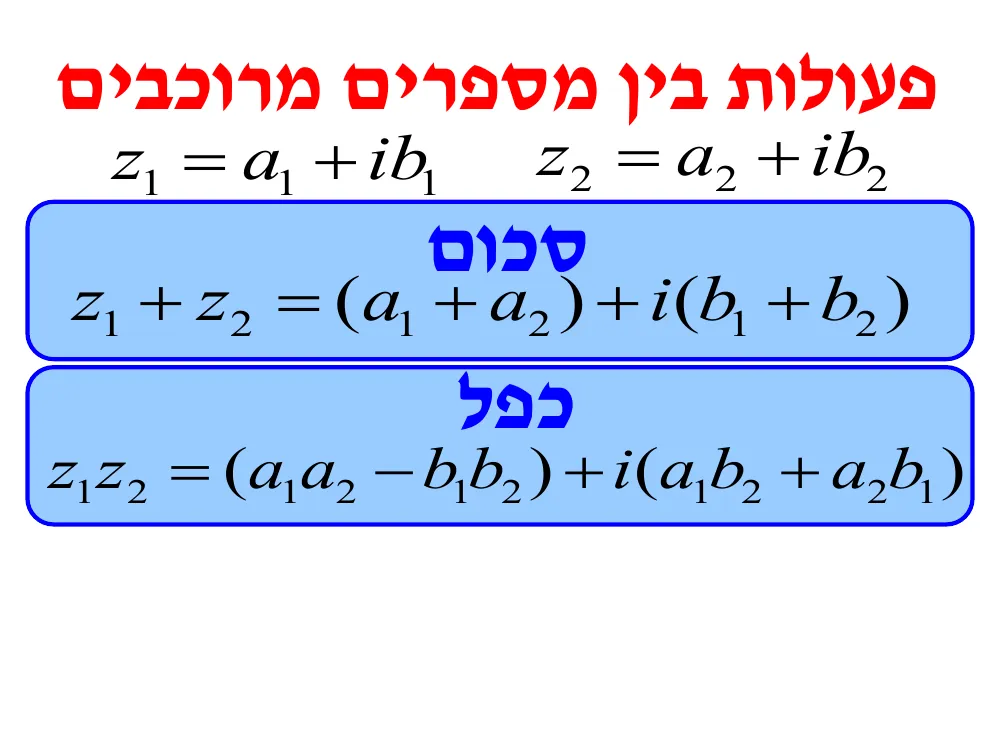 פעולות בין מספרים מרוכבים
z₁ = a₁ + ib₁  z₂ = a₂ + ib₂
סכום
z₁ + z₂ = (a₁ + a₂) + i(b₁ + b₂)
כפל
z₁z₂ = (a₁a₂ − b₁b₂) + i(a₁b₂ + a₂b₁)